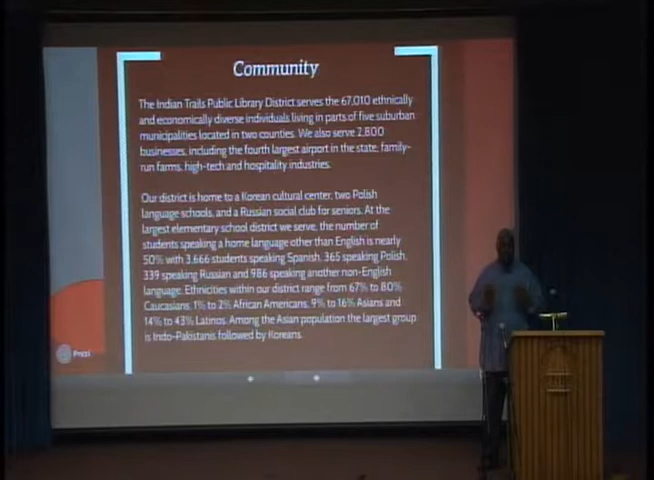 Community
The Indian Trails Public Library District serves the 67,010 ethnically
and economically diverse individuals living in parts of five suburban
municipalities located in two counties. We also serve 2,800
businesses, including the fourth largest airport in the state, family-
run farms, high-tech and hospitality industries.
Our district is home to a Korean cultural center, two Polish
language schools, and a Russian social club for seniors. At the
largest elementary school district we serve, the number of
students speaking a home language other than English is nearly
50% with 3,666 students speaking Spanish, 365 speaking Polish,
339 speaking Russian and 986 speaking another non-English
language. Ethnicities within our district range from 67% to 80%
Caucasians, 1% to 2% African Americans, 9% to 16% Asians and
14% to 43% Latinos. Among the Asian population the largest group
is Indo-Pakistanis followed by Koreans.
Prezi